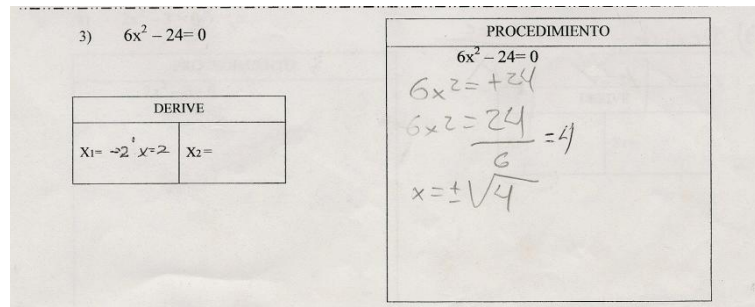 3) 6x² – 24= 0
DERIVE
X1= -2' x=2 X2 =
PROCEDIMIENTO
6x² – 24= 0
6x²= +24
6x²= 24/6 =4
x= ±√4